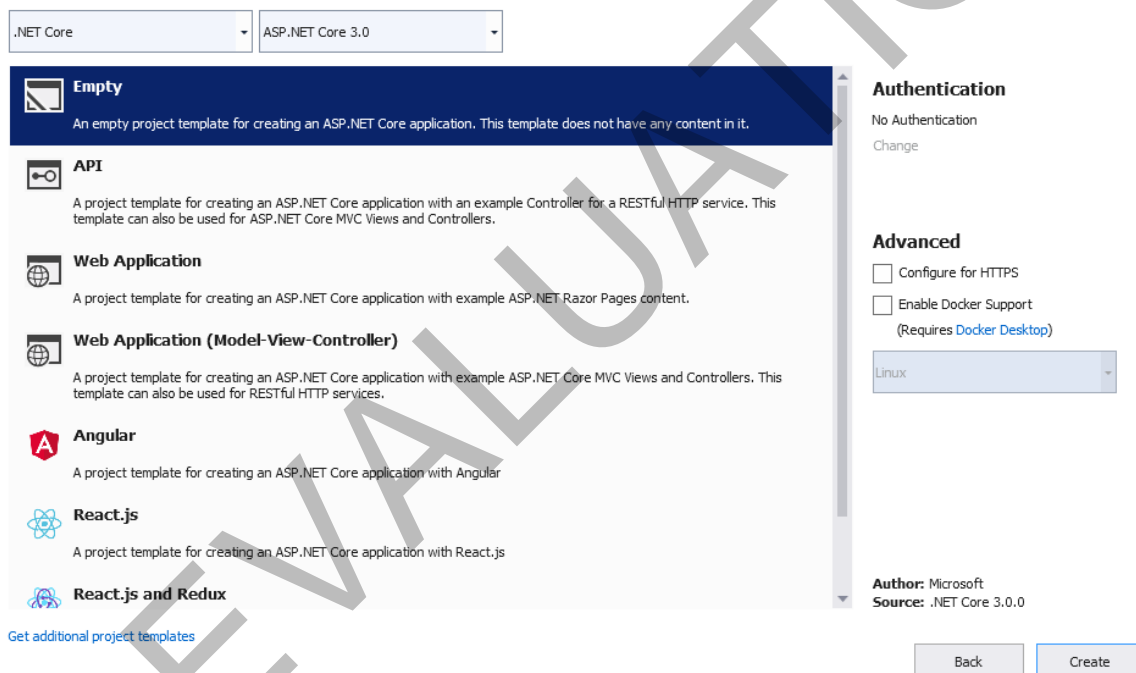 .NET Core
ASP.NET Core 3.0
Empty
An empty project template for creating an ASP.NET Core application. This template does not have any content in it.
API
A project template for creating an ASP.NET Core application with an example Controller for a RESTful HTTP service. This
template can also be used for ASP.NET Core MVC Views and Controllers.
Web Application
A project template for creating an ASP.NET Core application with example ASP.NET Razor Pages content.
Web Application (Model-View-Controller)
A project template for creating an ASP.NET Core application with example ASP.NET Core MVC Views and Controllers. This
template can also be used for RESTful HTTP services.
Angular
A project template for creating an ASP.NET Core application with Angular
React.js
A project template for creating an ASP.NET Core application with React.js
React.js and Redux
Get additional project templates
Authentication
No Authentication
Change
Advanced
Configure for HTTPS
Enable Docker Support
(Requires Docker Desktop)
Linux
Author: Microsoft
Source: .NET Core 3.0.0
Back
Create